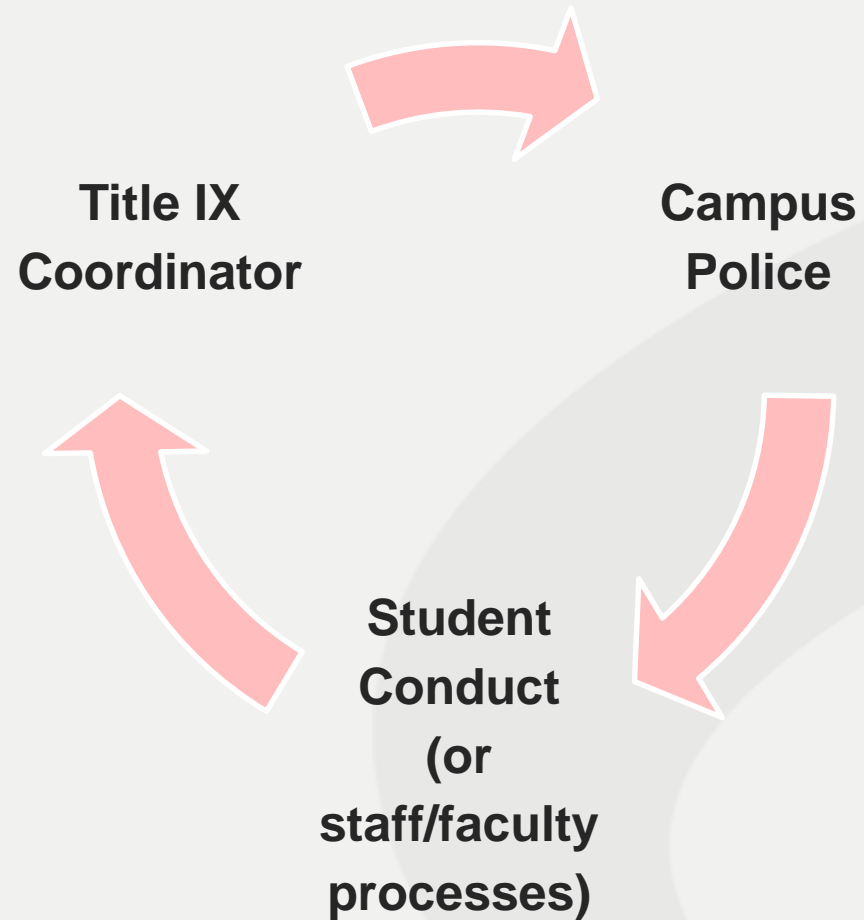 Title IX
Coordinator
Campus
Police
Student
Conduct
(or
staff/faculty
processes)